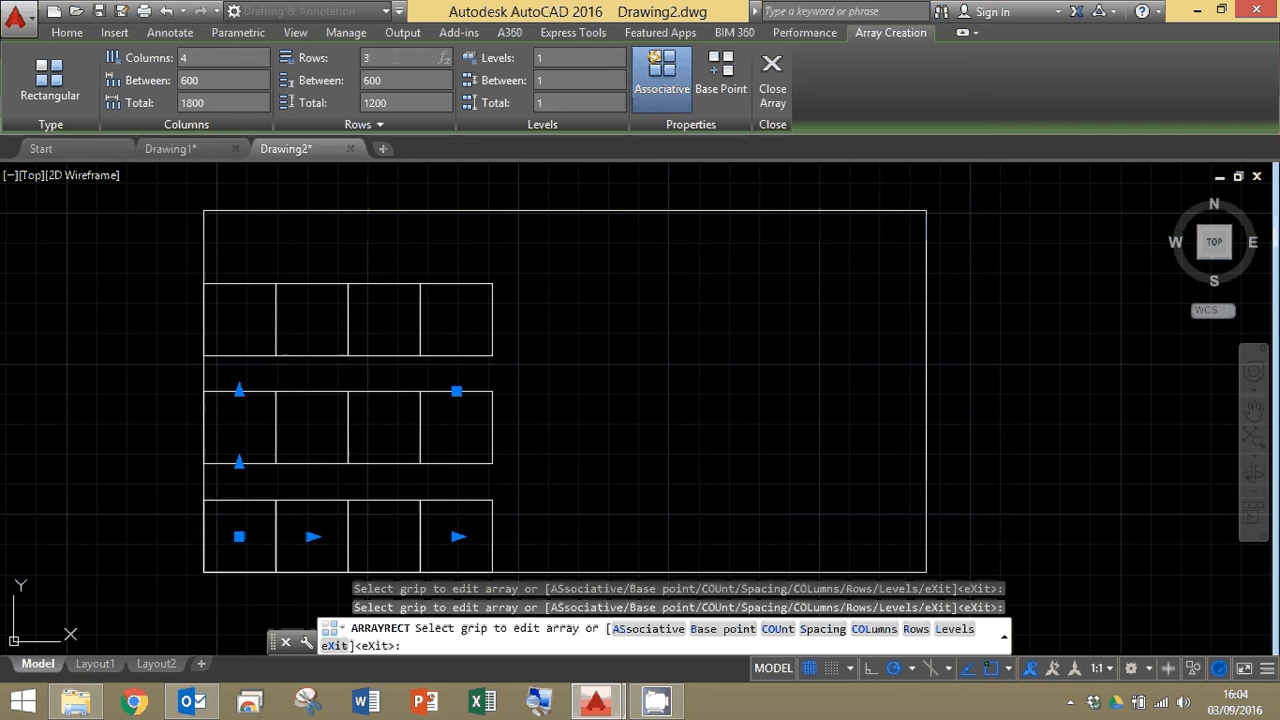 Drafting & Annotation
Autodesk AutoCAD 2016 Drawing2.dwg
Type a keyword or phrase
Sign In
Home Insert Annotate Parametric View Manage Output Add-ins A360 Express Tools Featured Apps BIM 360 Performance Array Creation
Columns: 4 Rows: 3 Levels: 1
Between: 600 Between: 600 Between: 1
Total: 1800 Total: 1200 Total: 1
Rectangular
Associative Base Point Close
Array
Type Columns Rows Levels Properties Close
Start Drawing1* Drawing2*
[−][Top][2D Wireframe]
N
W TOP E
S
WCS
Y
X
Select grip to edit array or [ASsociative/Base point/COUnt/Spacing/COLumns/Rows/Levels/eXit]<eXit>:
Select grip to edit array or [ASsociative/Base point/COUnt/Spacing/COLumns/Rows/Levels/eXit]<eXit>:
ARRAYRECT Select grip to edit array or [ASsociative Base point COUnt Spacing COLumns Rows Levels
eXit]<eXit>:
Model Layout1 Layout2
MODEL 1:1
16:04
03/09/2016